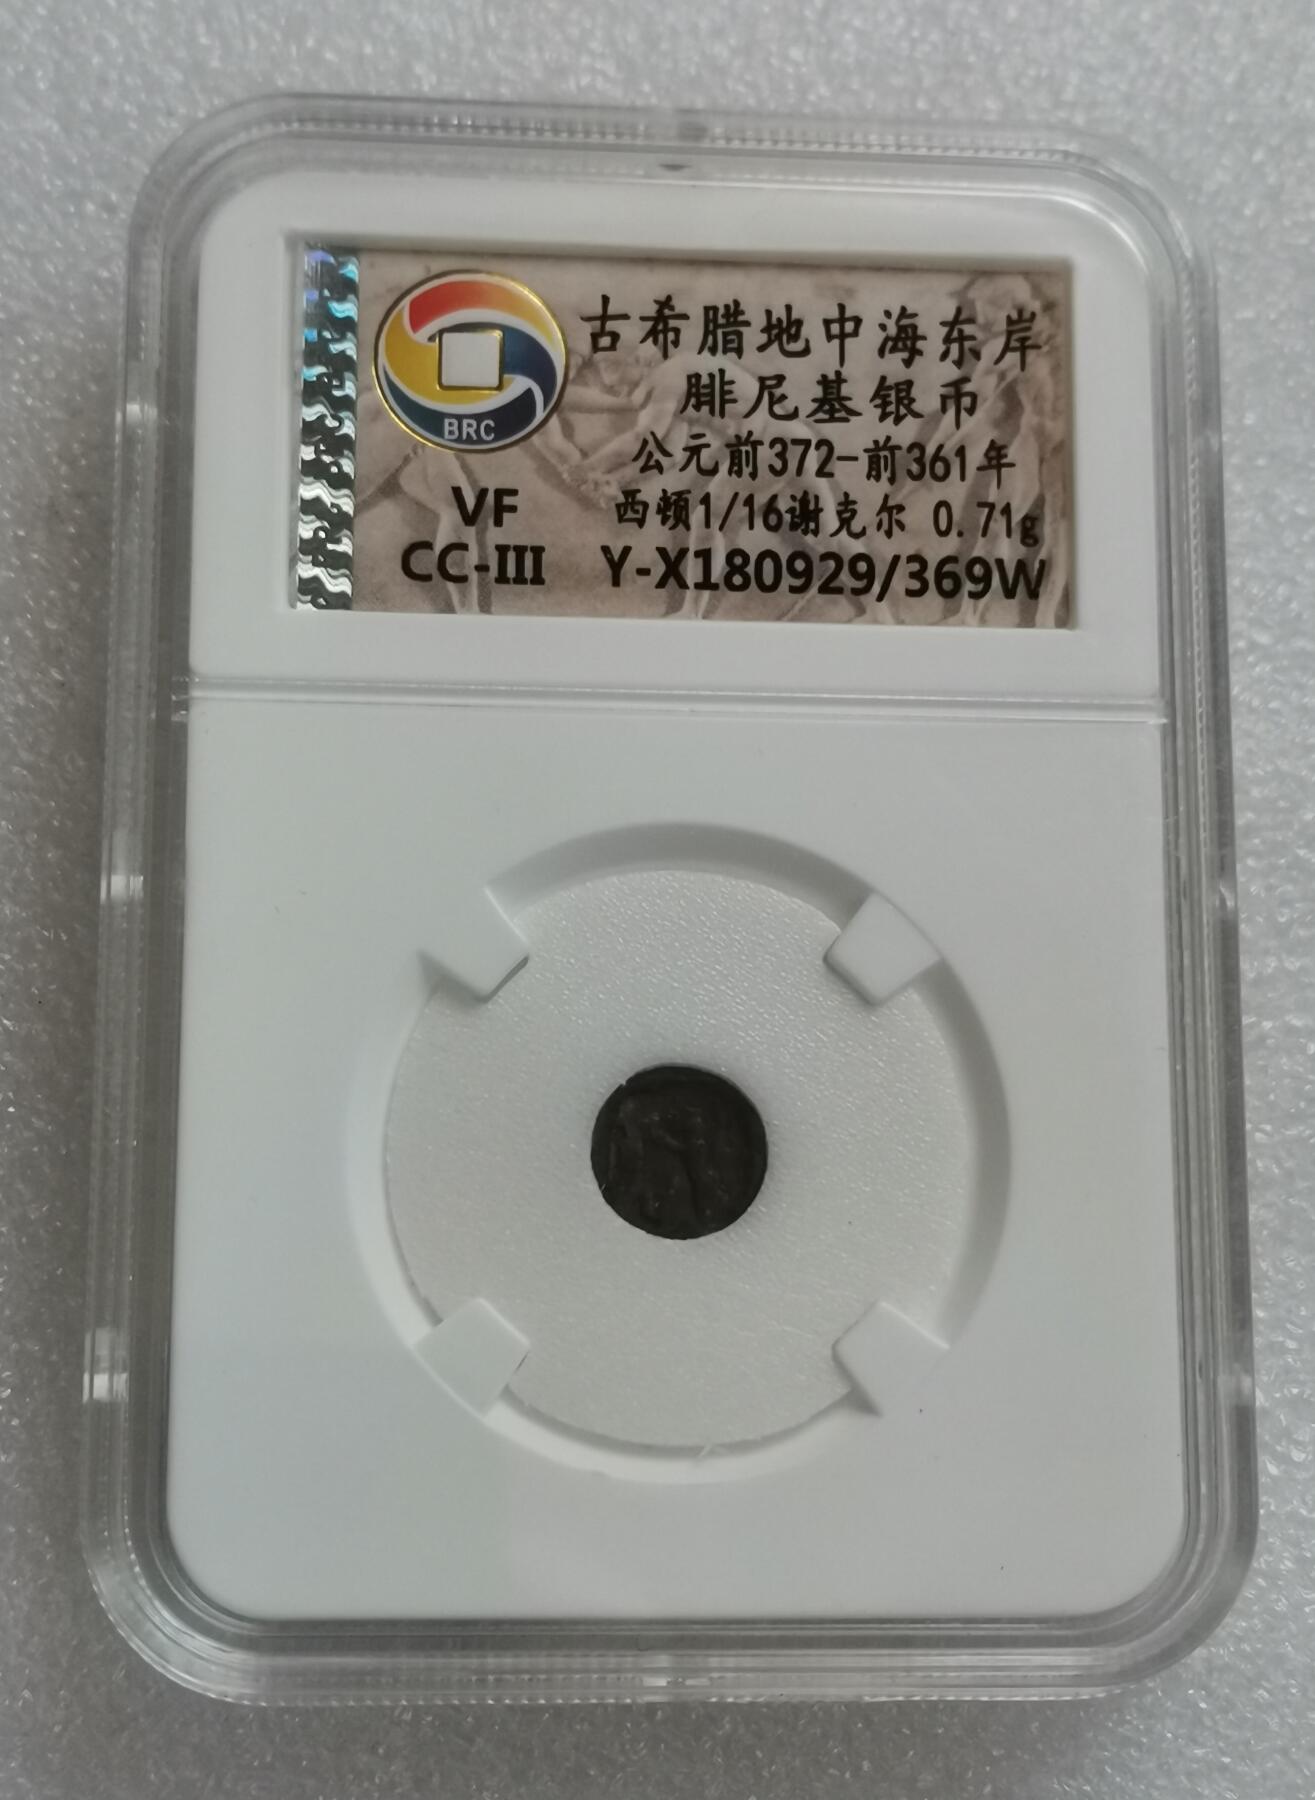 BRC
古希腊地中海东岸
腓尼基银币
公元前372-前361年
VF
西顿1/16谢克尔 0.71g
CC-III
Y-X180929/369W